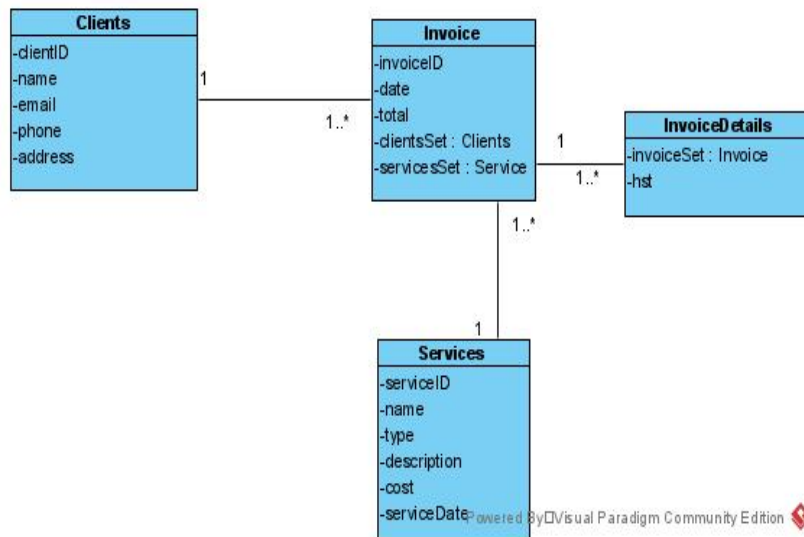 Clients
-clientID
-name
-email
-phone
-address
1
1..*
Invoice
-invoiceID
-date
-total
-clientsSet : Clients
-servicesSet : Service
1
1..*
InvoiceDetails
-invoiceSet : Invoice
-hst
1..*
1
Services
-serviceID
-name
-type
-description
-cost
-serviceDate
Powered By Visual Paradigm Community Edition